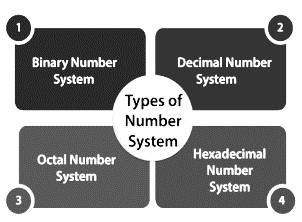 1
Binary Number
System
2
Decimal Number
System
Types of
Number
System
3
Octal Number
System
4
Hexadecimal
Number
System